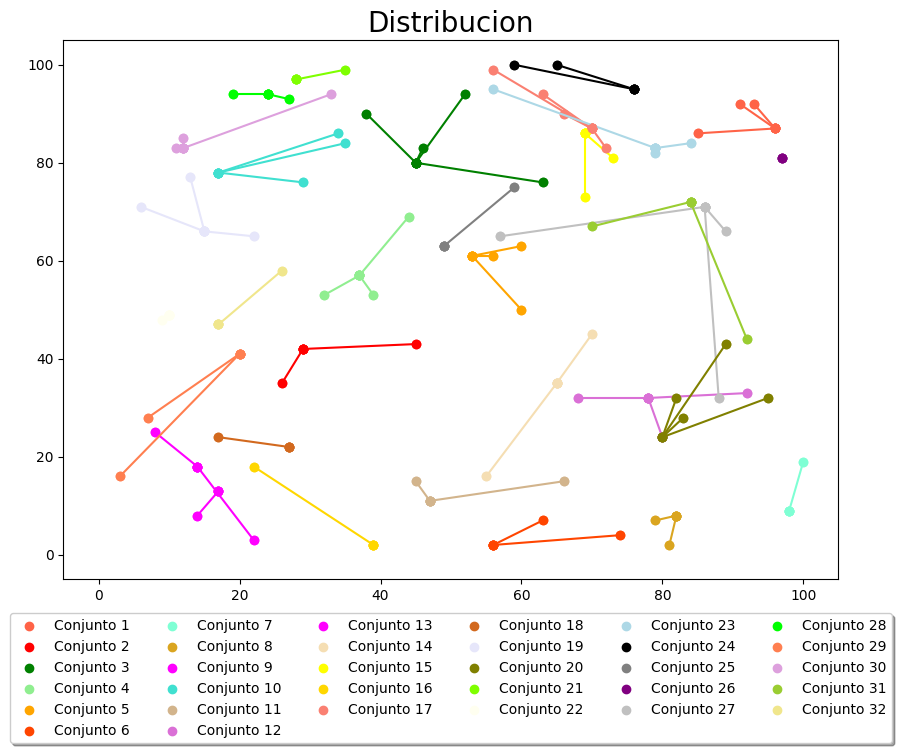 Distribucion
100
80
60
40
20
0
0 20 40 60 80 100
Conjunto 1 Conjunto 7 Conjunto 13 Conjunto 18 Conjunto 23 Conjunto 28
Conjunto 2 Conjunto 8 Conjunto 14 Conjunto 19 Conjunto 24 Conjunto 29
Conjunto 3 Conjunto 9 Conjunto 15 Conjunto 20 Conjunto 25 Conjunto 30
Conjunto 4 Conjunto 10 Conjunto 16 Conjunto 21 Conjunto 26 Conjunto 31
Conjunto 5 Conjunto 11 Conjunto 17 Conjunto 22 Conjunto 27 Conjunto 32
Conjunto 6 Conjunto 12